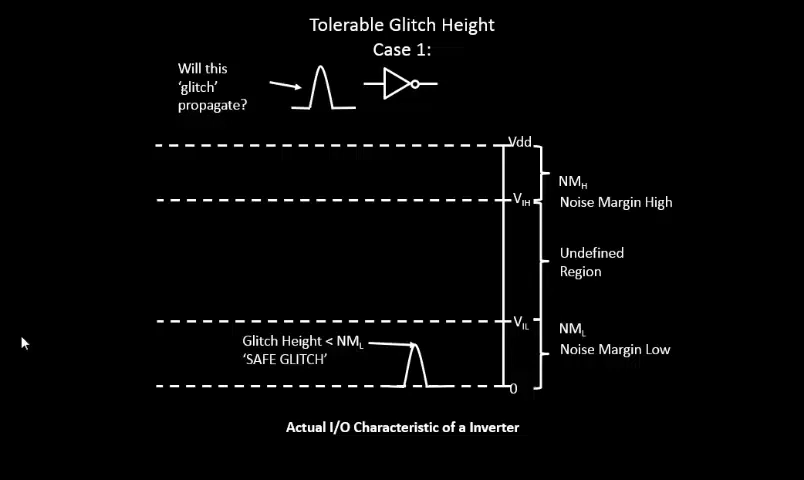 Tolerable Glitch Height
Case 1:
Will this
‘glitch’
propagate?
Vdd
NMH
VIH
Noise Margin High
Undefined
Region
VIL
NML
Glitch Height < NML
Noise Margin Low
‘SAFE GLITCH’
0
Actual I/O Characteristic of a Inverter